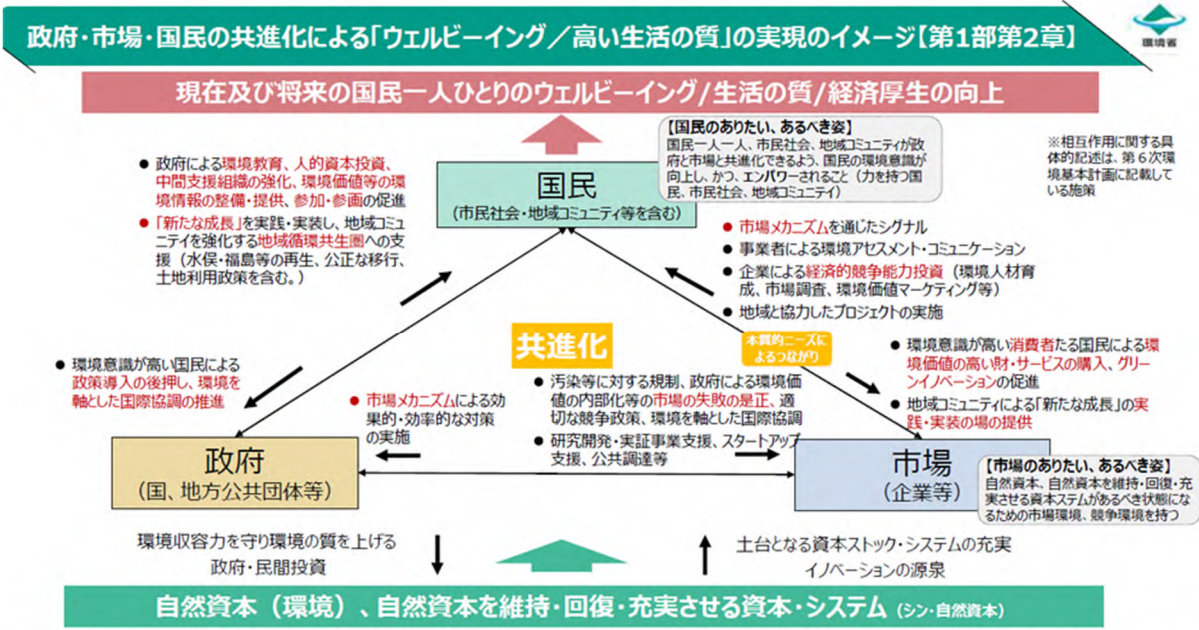 政府・市場・国民の共進化による「ウェルビーイング／高い生活の質」の実現のイメージ【第1部第2章】
環境省
現在及び将来の国民一人ひとりのウェルビーイング/生活の質/経済厚生の向上
【国民のありたい、あるべき姿】
国民一人一人、市民社会、地域コミュニティが政
府と市場と共進化できるよう、国民の環境意識が
向上し、かつ、エンパワーされること（力を持つ国
民、市民社会、地域コミュニティ）
※相互作用に関する具
体的記述は、第６次環
境基本計画に記載して
いる施策
● 政府による環境教育、人的資本投資、
中間支援組織の強化、環境価値等の環
境情報の整備・提供、参加・参画の促進
● 「新たな成長」を実践・実装し、地域コミュ
ニテイを強化する地域循環共生圏への支
援（水俣・福島等の再生、公正な移行、
土地利用政策を含む。）
国民
（市民社会・地域コミュニティ等を含む）
● 市場メカニズムを通じたシグナル
● 事業者による環境アセスメント・コミュニケーション
● 企業による経済的競争能力投資（環境人材育
成、市場調査、環境価値マーケティング等）
● 地域と協力したプロジェクトの実施
共進化
本質的ニーズに
よるつながり
● 環境意識が高い国民による
政策導入の後押し、環境を
軸とした国際協調の推進
● 市場メカニズムによる効
果的・効率的な対策
の実施
● 汚染等に対する規制、政府による環境価
値の内部化等の市場の失敗の是正、適
切な競争政策、環境を軸とした国際協調
● 研究開発・実証事業支援、スタートアップ
支援、公共調達等
● 環境意識が高い消費者たる国民による環
境価値の高い財・サービスの購入、グリー
ンイノベーションの促進
● 地域コミュニティによる「新たな成長」の実
践・実装の場の提供
政府
（国、地方公共団体等）
市場
（企業等）
【市場のありたい、あるべき姿】
自然資本、自然資本を維持・回復・充
実させる資本ステムがあるべき状態にな
るための市場環境、競争環境を持つ
環境収容力を守り環境の質を上げる
政府・民間投資
土台となる資本ストック・システムの充実
イノベーションの源泉
自然資本（環境）、自然資本を維持・回復・充実させる資本・システム（シン・自然資本）